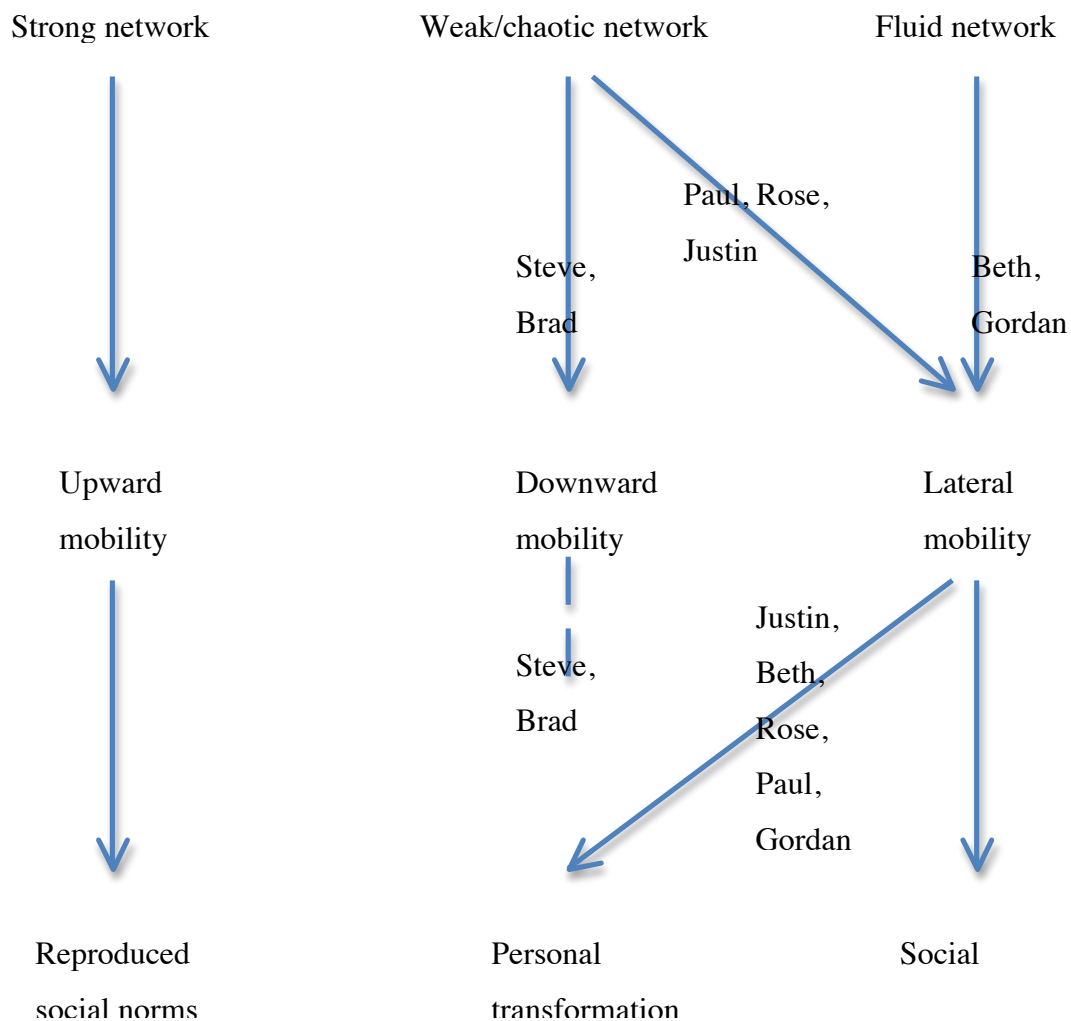 Strong network
Weak/chaotic network
Fluid network
Paul, Rose,
Justin
Steve,
Brad
Beth,
Gordan
Upward
mobility
Downward
mobility
Lateral
mobility
Justin,
Beth,
Rose,
Paul,
Gordan
Steve,
Brad
Reproduced
social norms
Personal
transformation
Social